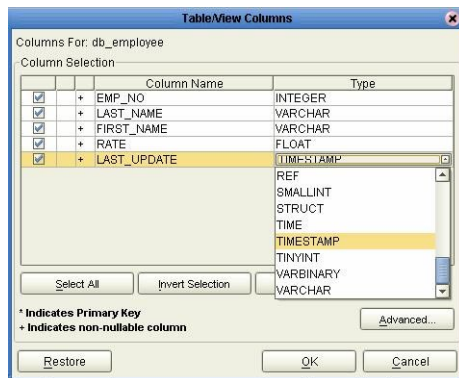 Table/View Columns
Columns For: db_employee
Column Selection
Column Name Type
+ EMP_NO INTEGER
+ LAST_NAME VARCHAR
+ FIRST_NAME VARCHAR
+ RATE FLOAT
+ LAST_UPDATE TIMESTAMP
REF
SMALLINT
STRUCT
TIME
TIMESTAMP
TINYINT
VARBINARY
VARCHAR
Select All Invert Selection
* Indicates Primary Key
+ Indicates non-nullable column
Advanced...
Restore OK Cancel